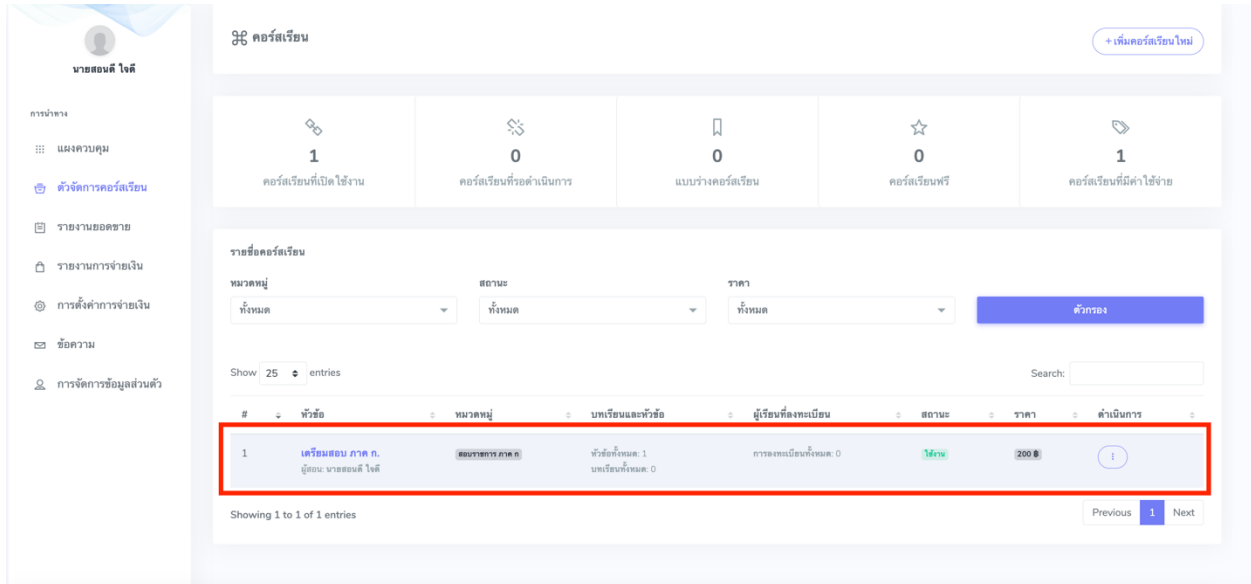 คอร์สเรียน
+ เพิ่มคอร์สเรียนใหม่
นายสอนดี ใจดี
การนำทาง
แผงควบคุม
ตัวจัดการคอร์สเรียน
รายงานยอดขาย
รายงานการจ่ายเงิน
การตั้งค่าการจ่ายเงิน
ข้อความ
การจัดการข้อมูลส่วนตัว
1
คอร์สเรียนที่เปิดใช้งาน
0
คอร์สเรียนที่รอดำเนินการ
0
แบบร่างคอร์สเรียน
0
คอร์สเรียนฟรี
1
คอร์สเรียนที่มีค่าใช้จ่าย
รายชื่อคอร์สเรียน
หมวดหมู่ สถานะ ราคา
ทั้งหมด ทั้งหมด ทั้งหมด ตัวกรอง
Show 25 entries Search:
# หัวข้อ หมวดหมู่ บทเรียนและหัวข้อ ผู้เรียนที่ลงทะเบียน สถานะ ราคา ดำเนินการ
1 เตรียมสอบ ภาค ก. สอบราชการ ภาค ก หัวข้อทั้งหมด: 1 การลงทะเบียนทั้งหมด: 0 ใช้งาน 200 ฿
ผู้สอน: นายสอนดี ใจดี บทเรียนทั้งหมด: 0
Showing 1 to 1 of 1 entries Previous 1 Next